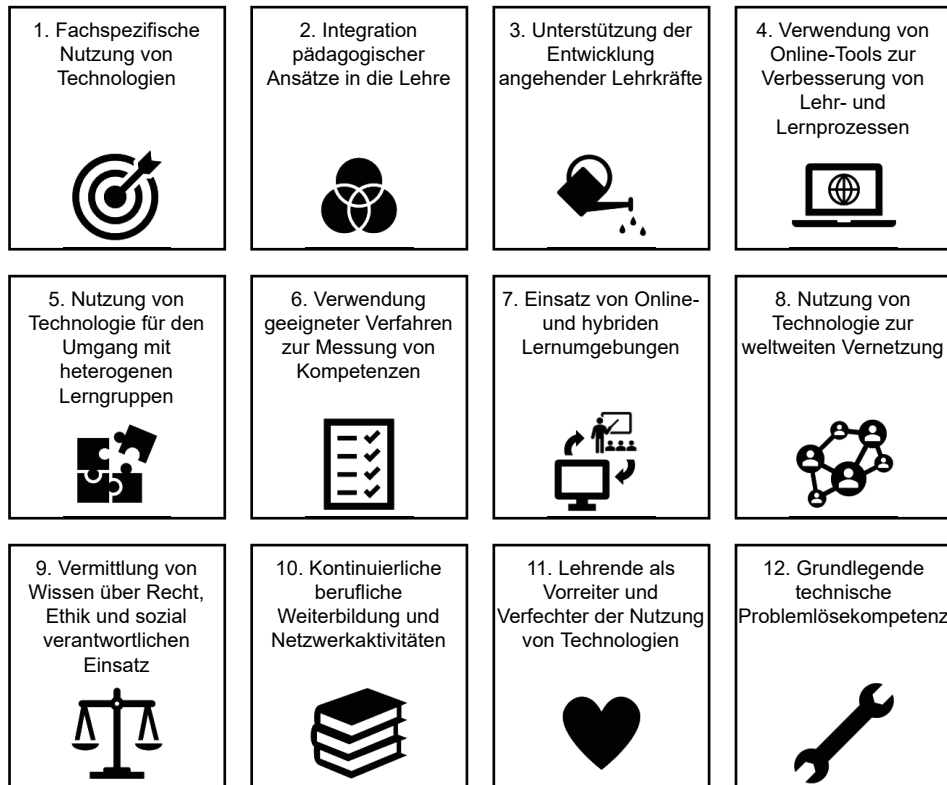 1. Fachspezifische
Nutzung von
Technologien
2. Integration
pädagogischer
Ansätze in die Lehre
3. Unterstützung der
Entwicklung
angehender Lehrkräfte
4. Verwendung von
Online-Tools zur
Verbesserung von
Lehr- und
Lernprozessen
5. Nutzung von
Technologie für den
Umgang mit
heterogenen
Lerngruppen
6. Verwendung
geeigneter Verfahren
zur Messung von
Kompetenzen
7. Einsatz von Online-
und hybriden
Lernumgebungen
8. Nutzung von
Technologie zur
weltweiten Vernetzung
9. Vermittlung von
Wissen über Recht,
Ethik und sozial
verantwortlichen
Einsatz
10. Kontinuierliche
berufliche
Weiterbildung und
Netzwerkaktivitäten
11. Lehrende als
Vorreiter und
Verfechter der Nutzung
von Technologien
12. Grundlegende
technische
Problemlösekompetenz